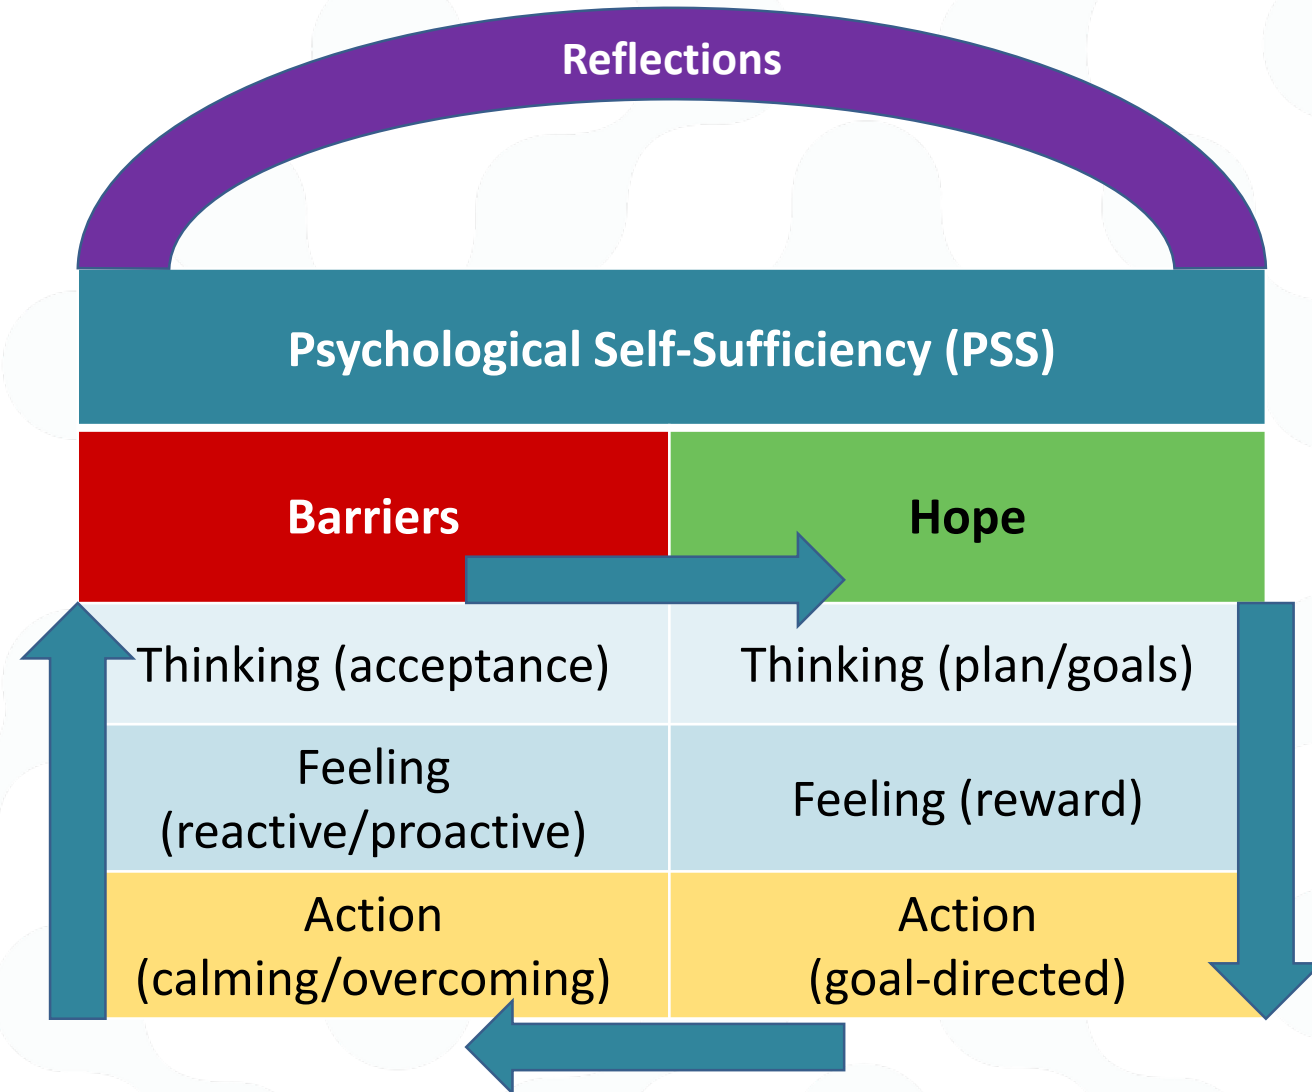 Reflections
Psychological Self-Sufficiency (PSS)
Barriers
Hope
Thinking (acceptance)
Thinking (plan/goals)
Feeling
(reactive/proactive)
Feeling (reward)
Action
(calming/overcoming)
Action
(goal-directed)